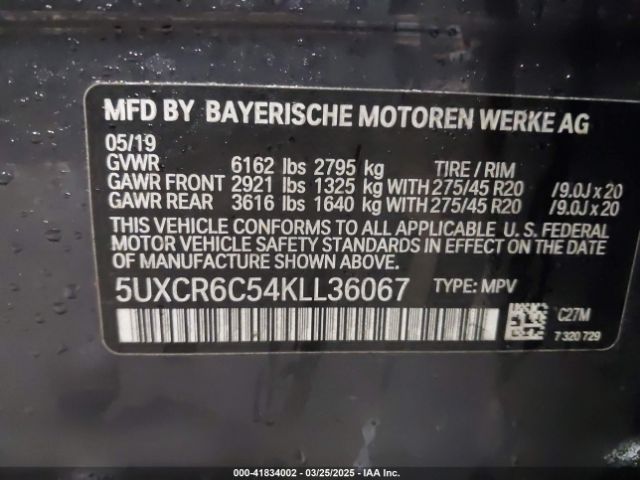 MFD BY BAYERISCHE MOTOREN WERKE AG
05/19
GVWR 6162 lbs 2795 kg TIRE / RIM
GAWR FRONT 2921 lbs 1325 kg WITH 275/45 R20 /9.0J x 20
GAWR REAR 3616 lbs 1640 kg WITH 275/45 R20 /9.0J x 20
THIS VEHICLE CONFORMS TO ALL APPLICABLE U. S. FEDERAL
MOTOR VEHICLE SAFETY STANDARDS IN EFFECT ON THE DATE
OF MANUFACTURE SHOWN ABOVE.
5UXCR6C54KLL36067 TYPE: MPV
C27M
7 320 729
000-41834002 — 03/25/2025 — IAA Inc.